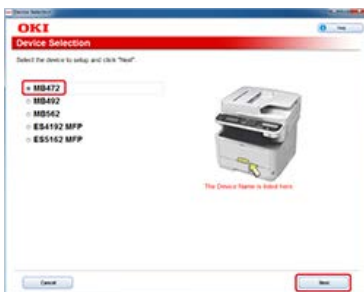 Device Selection
OKI
Device Selection
Select the device to setup and click "Next".
MB472
MB492
MB562
ES4192 MFP
ES5162 MFP
The Device Name is listed here
Cancel
Next